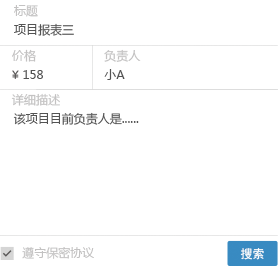 标题
项目报表三
价格 负责人
¥ 158 小A
详细描述
该项目目前负责人是......
遵守保密协议 搜索